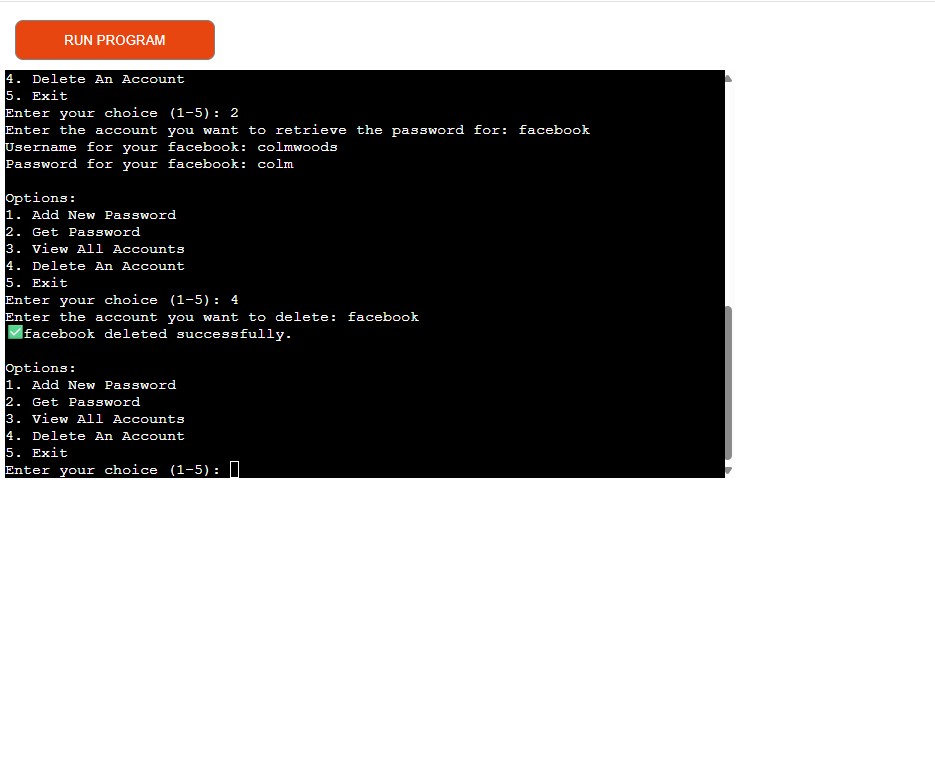 RUN PROGRAM
4. Delete An Account
5. Exit
Enter your choice (1-5): 2
Enter the account you want to retrieve the password for: facebook
Username for your facebook: colmwoods
Password for your facebook: colm
Options:
1. Add New Password
2. Get Password
3. View All Accounts
4. Delete An Account
5. Exit
Enter your choice (1-5): 4
Enter the account you want to delete: facebook
✅facebook deleted successfully.
Options:
1. Add New Password
2. Get Password
3. View All Accounts
4. Delete An Account
5. Exit
Enter your choice (1-5):